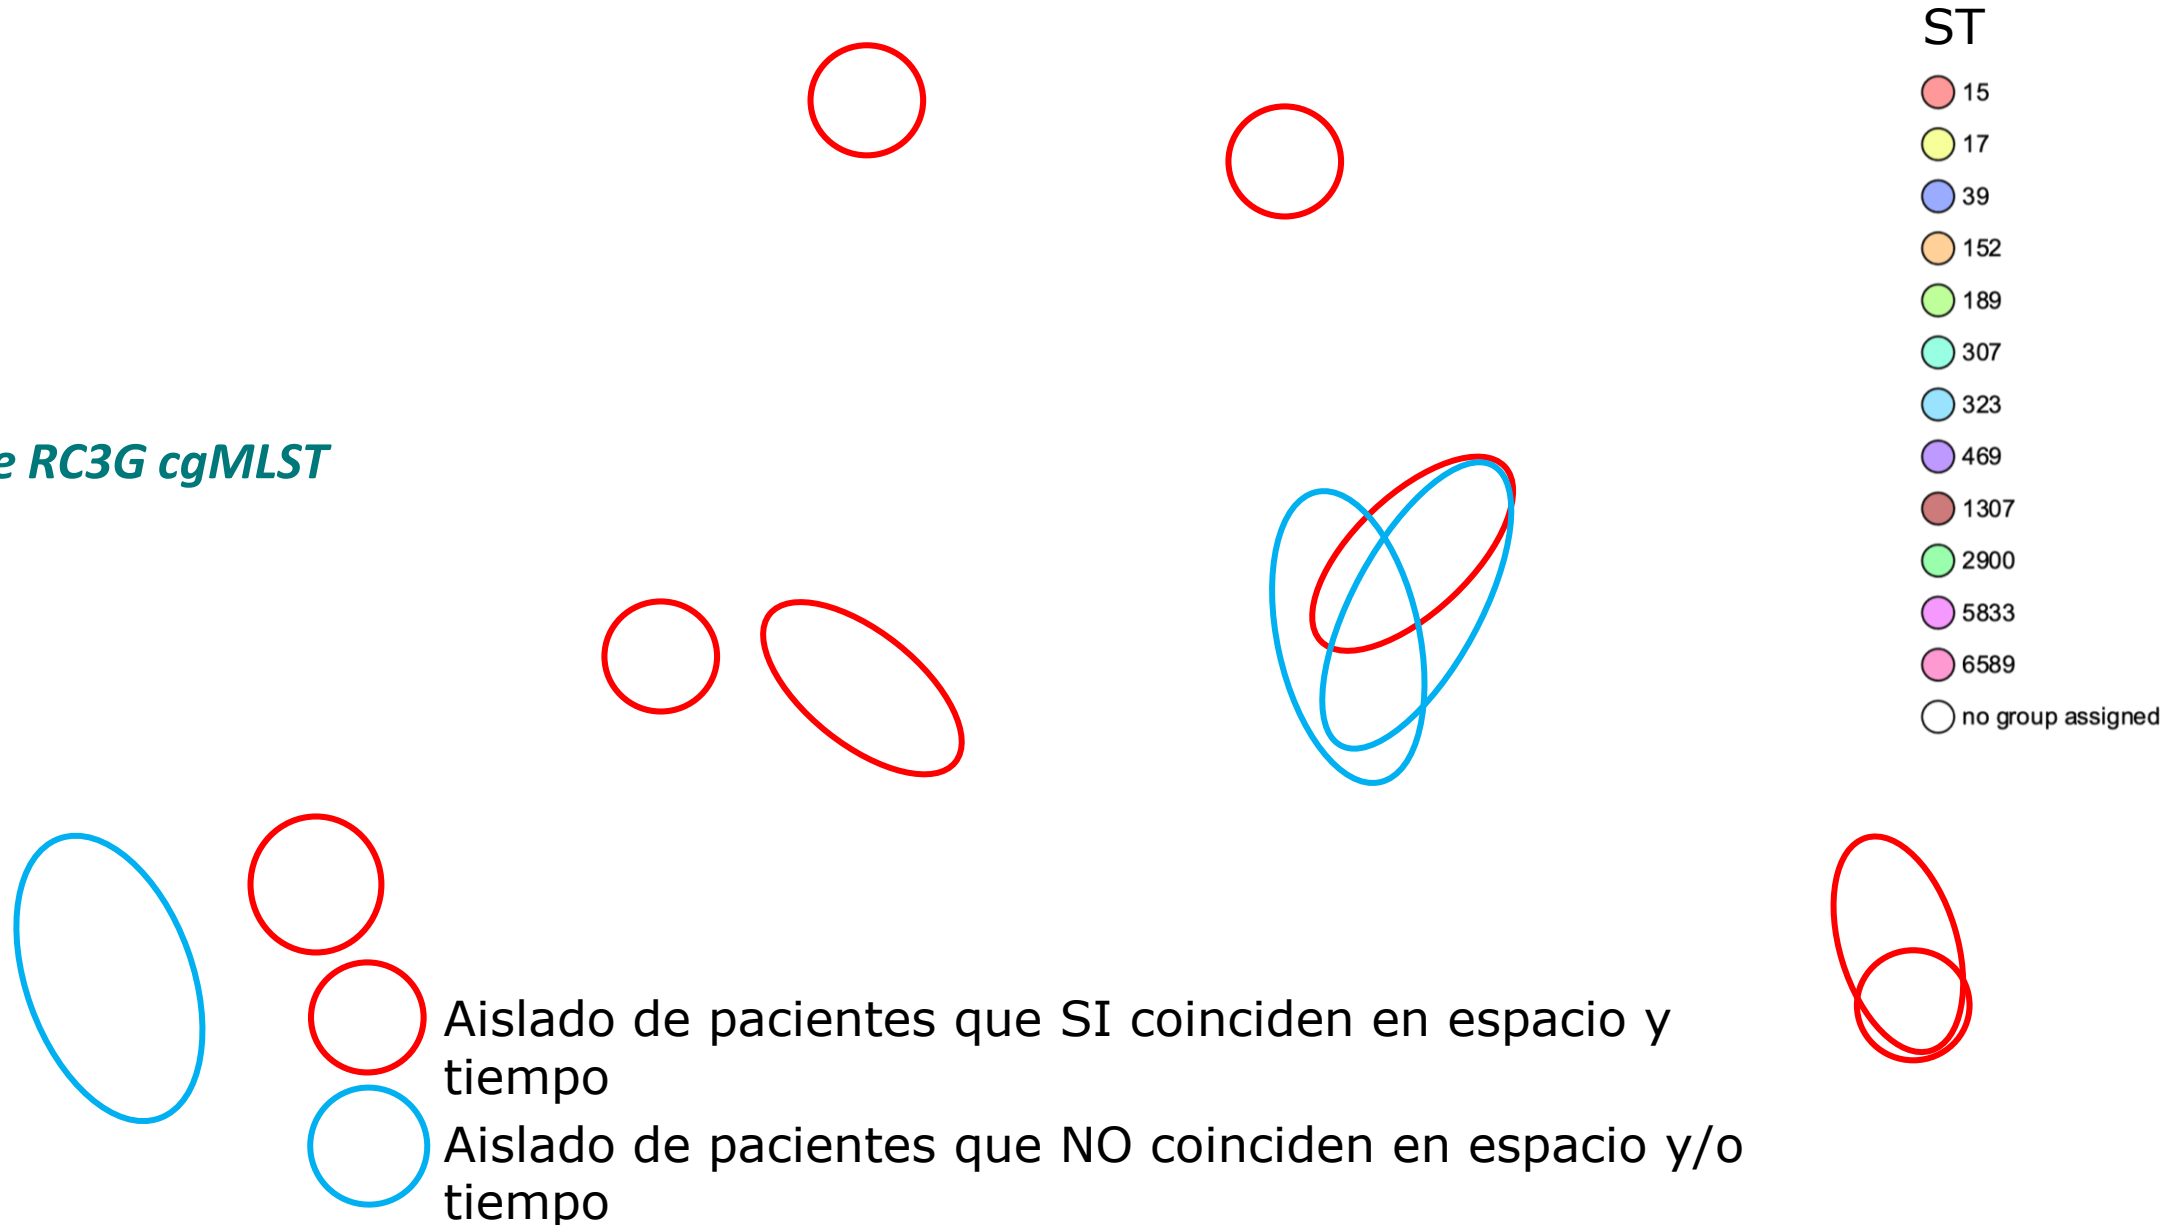 ST
15
17
39
152
189
307
323
469
1307
2900
5833
6589
no group assigned
e RC3G cgMLST
Aislado de pacientes que SI coinciden en espacio y
tiempo
Aislado de pacientes que NO coinciden en espacio y/o
tiempo